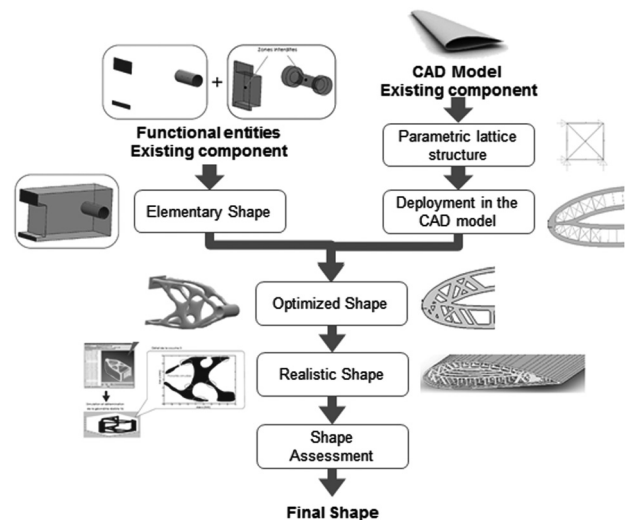 Zones interdites
+
CAD Model
Existing component
Functional entities
Existing component
Parametric lattice
structure
Elementary Shape
Deployment in the
CAD model
Optimized Shape
Realistic Shape
Shape
Assessment
Final Shape